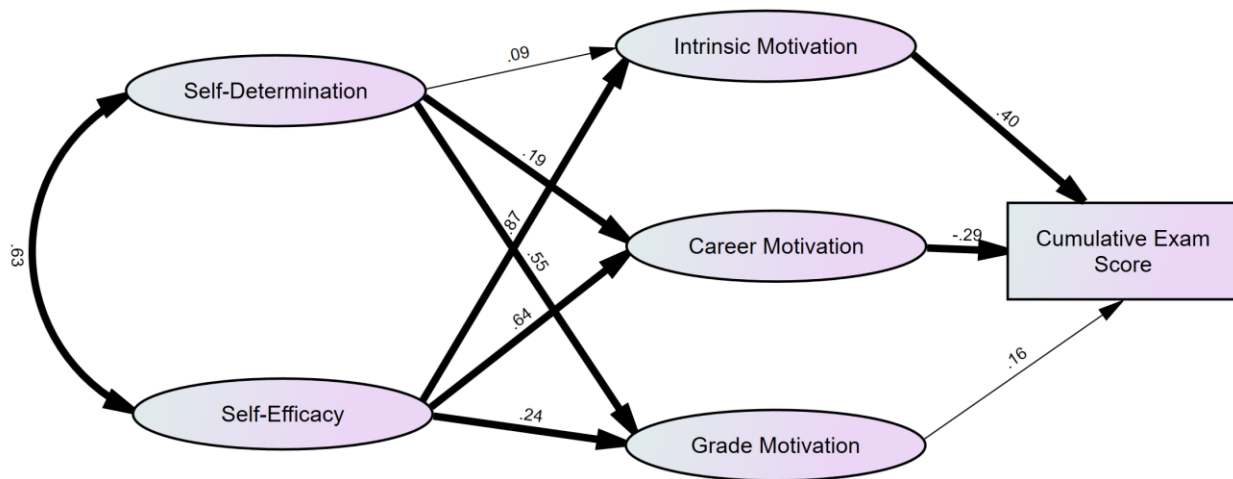 Self-Determination
Self-Efficacy
.63
.09
.19
.87
.55
.64
.24
Intrinsic Motivation
Career Motivation
Grade Motivation
.40
-.29
.16
Cumulative Exam
Score